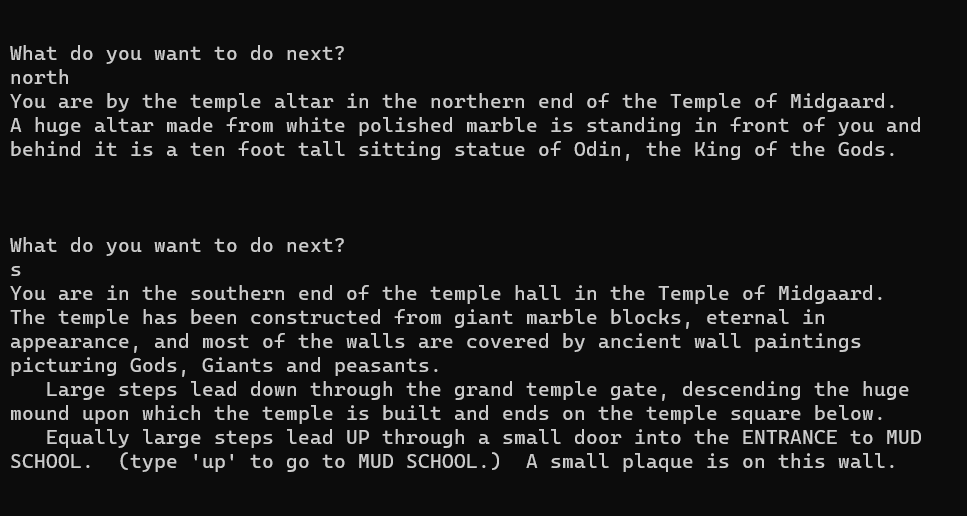 What do you want to do next?
north
You are by the temple altar in the northern end of the Temple of Midgaard.
A huge altar made from white polished marble is standing in front of you and
behind it is a ten foot tall sitting statue of Odin, the King of the Gods.
What do you want to do next?
s
You are in the southern end of the temple hall in the Temple of Midgaard.
The temple has been constructed from giant marble blocks, eternal in
appearance, and most of the walls are covered by ancient wall paintings
picturing Gods, Giants and peasants.
   Large steps lead down through the grand temple gate, descending the huge
mound upon which the temple is built and ends on the temple square below.
   Equally large steps lead UP through a small door into the ENTRANCE to MUD
SCHOOL.  (type 'up' to go to MUD SCHOOL.)  A small plaque is on this wall.